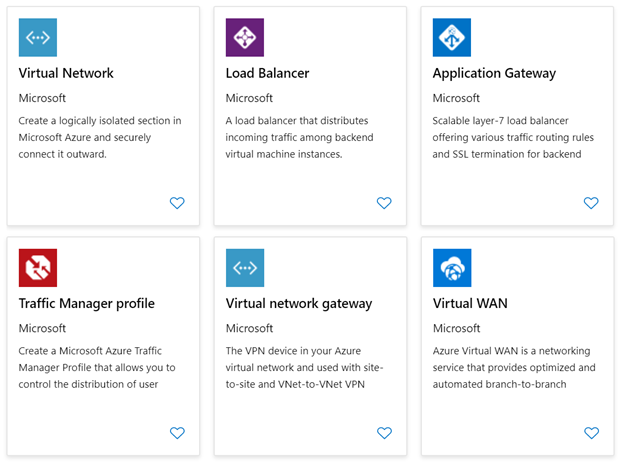 Virtual Network
Microsoft
Create a logically isolated section in
Microsoft Azure and securely
connect it outward.
Load Balancer
Microsoft
A load balancer that distributes
incoming traffic among backend
virtual machine instances.
Application Gateway
Microsoft
Scalable layer-7 load balancer
offering various traffic routing rules
and SSL termination for backend
Traffic Manager profile
Microsoft
Create a Microsoft Azure Traffic
Manager Profile that allows you to
control the distribution of user
Virtual network gateway
Microsoft
The VPN device in your Azure
virtual network and used with site-
to-site and VNet-to-VNet VPN
Virtual WAN
Microsoft
Azure Virtual WAN is a networking
service that provides optimized and
automated branch-to-branch